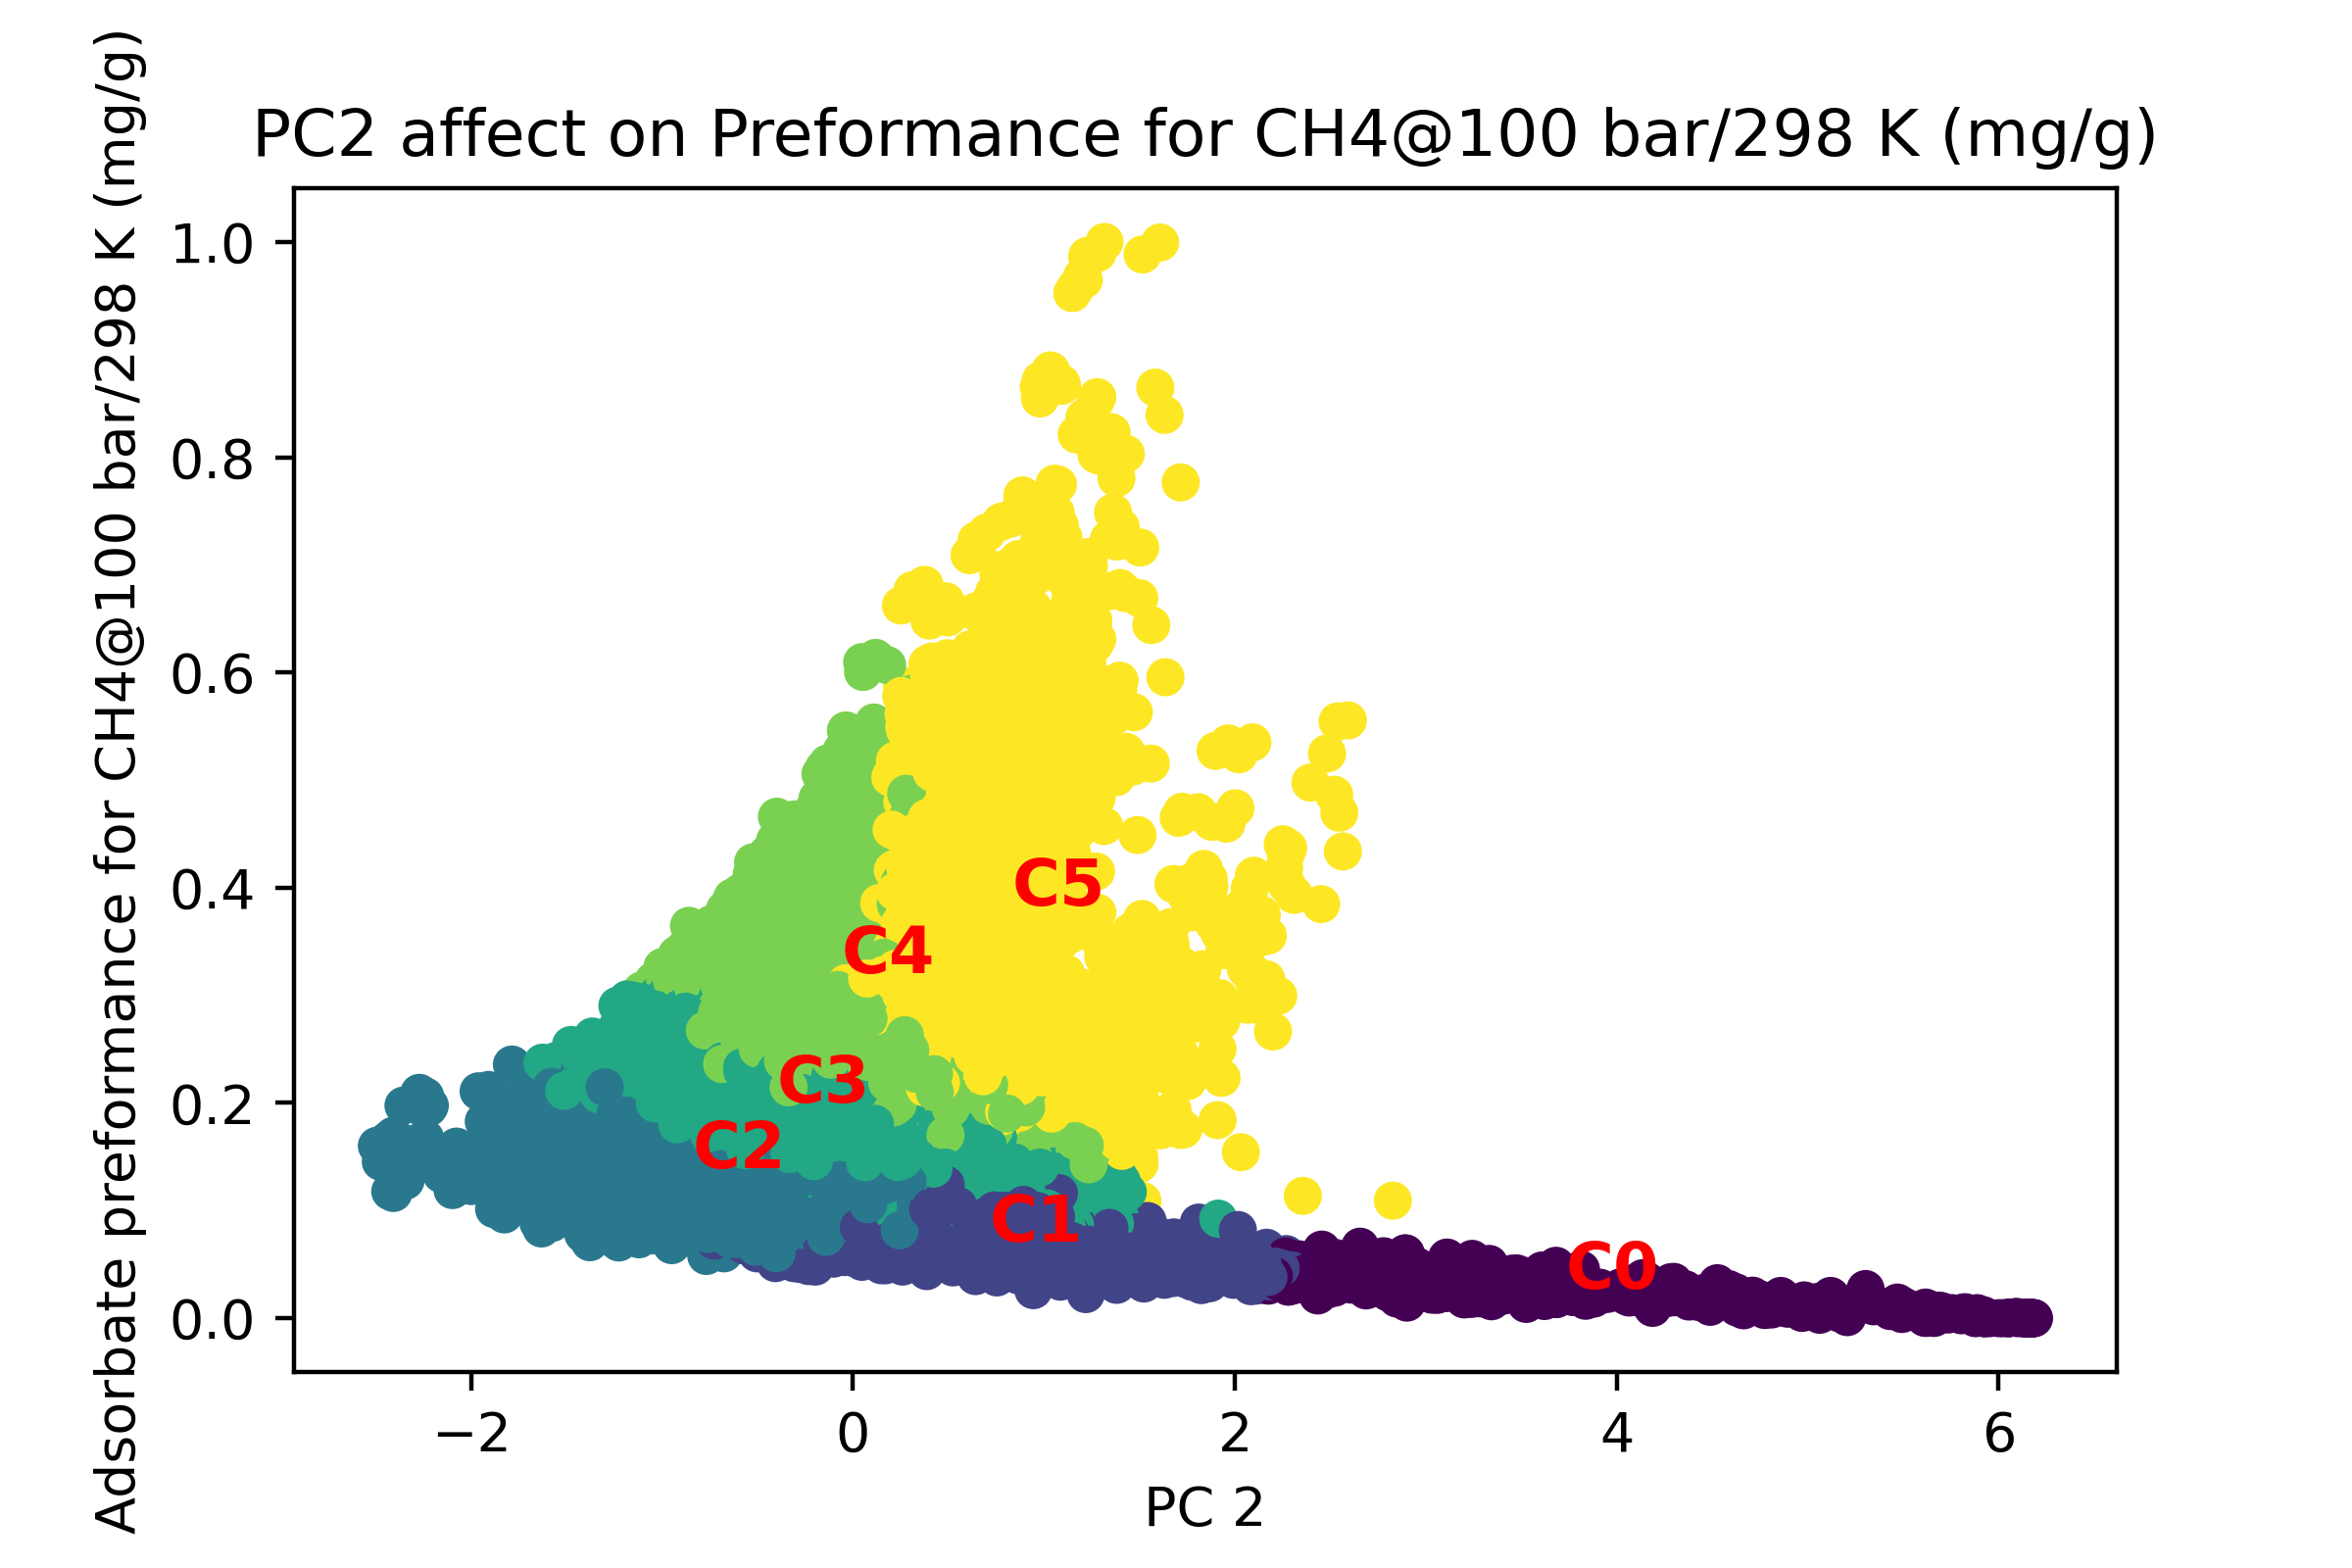 PC2 affect on Preformance for CH4@100 bar/298 K (mg/g)
Adsorbate preformance for CH4@100 bar/298 K (mg/g)
1.0
0.8
0.6
0.4
0.2
0.0
C5
C4
C3
C2
C1
C0
−2
0
2
4
6
PC 2